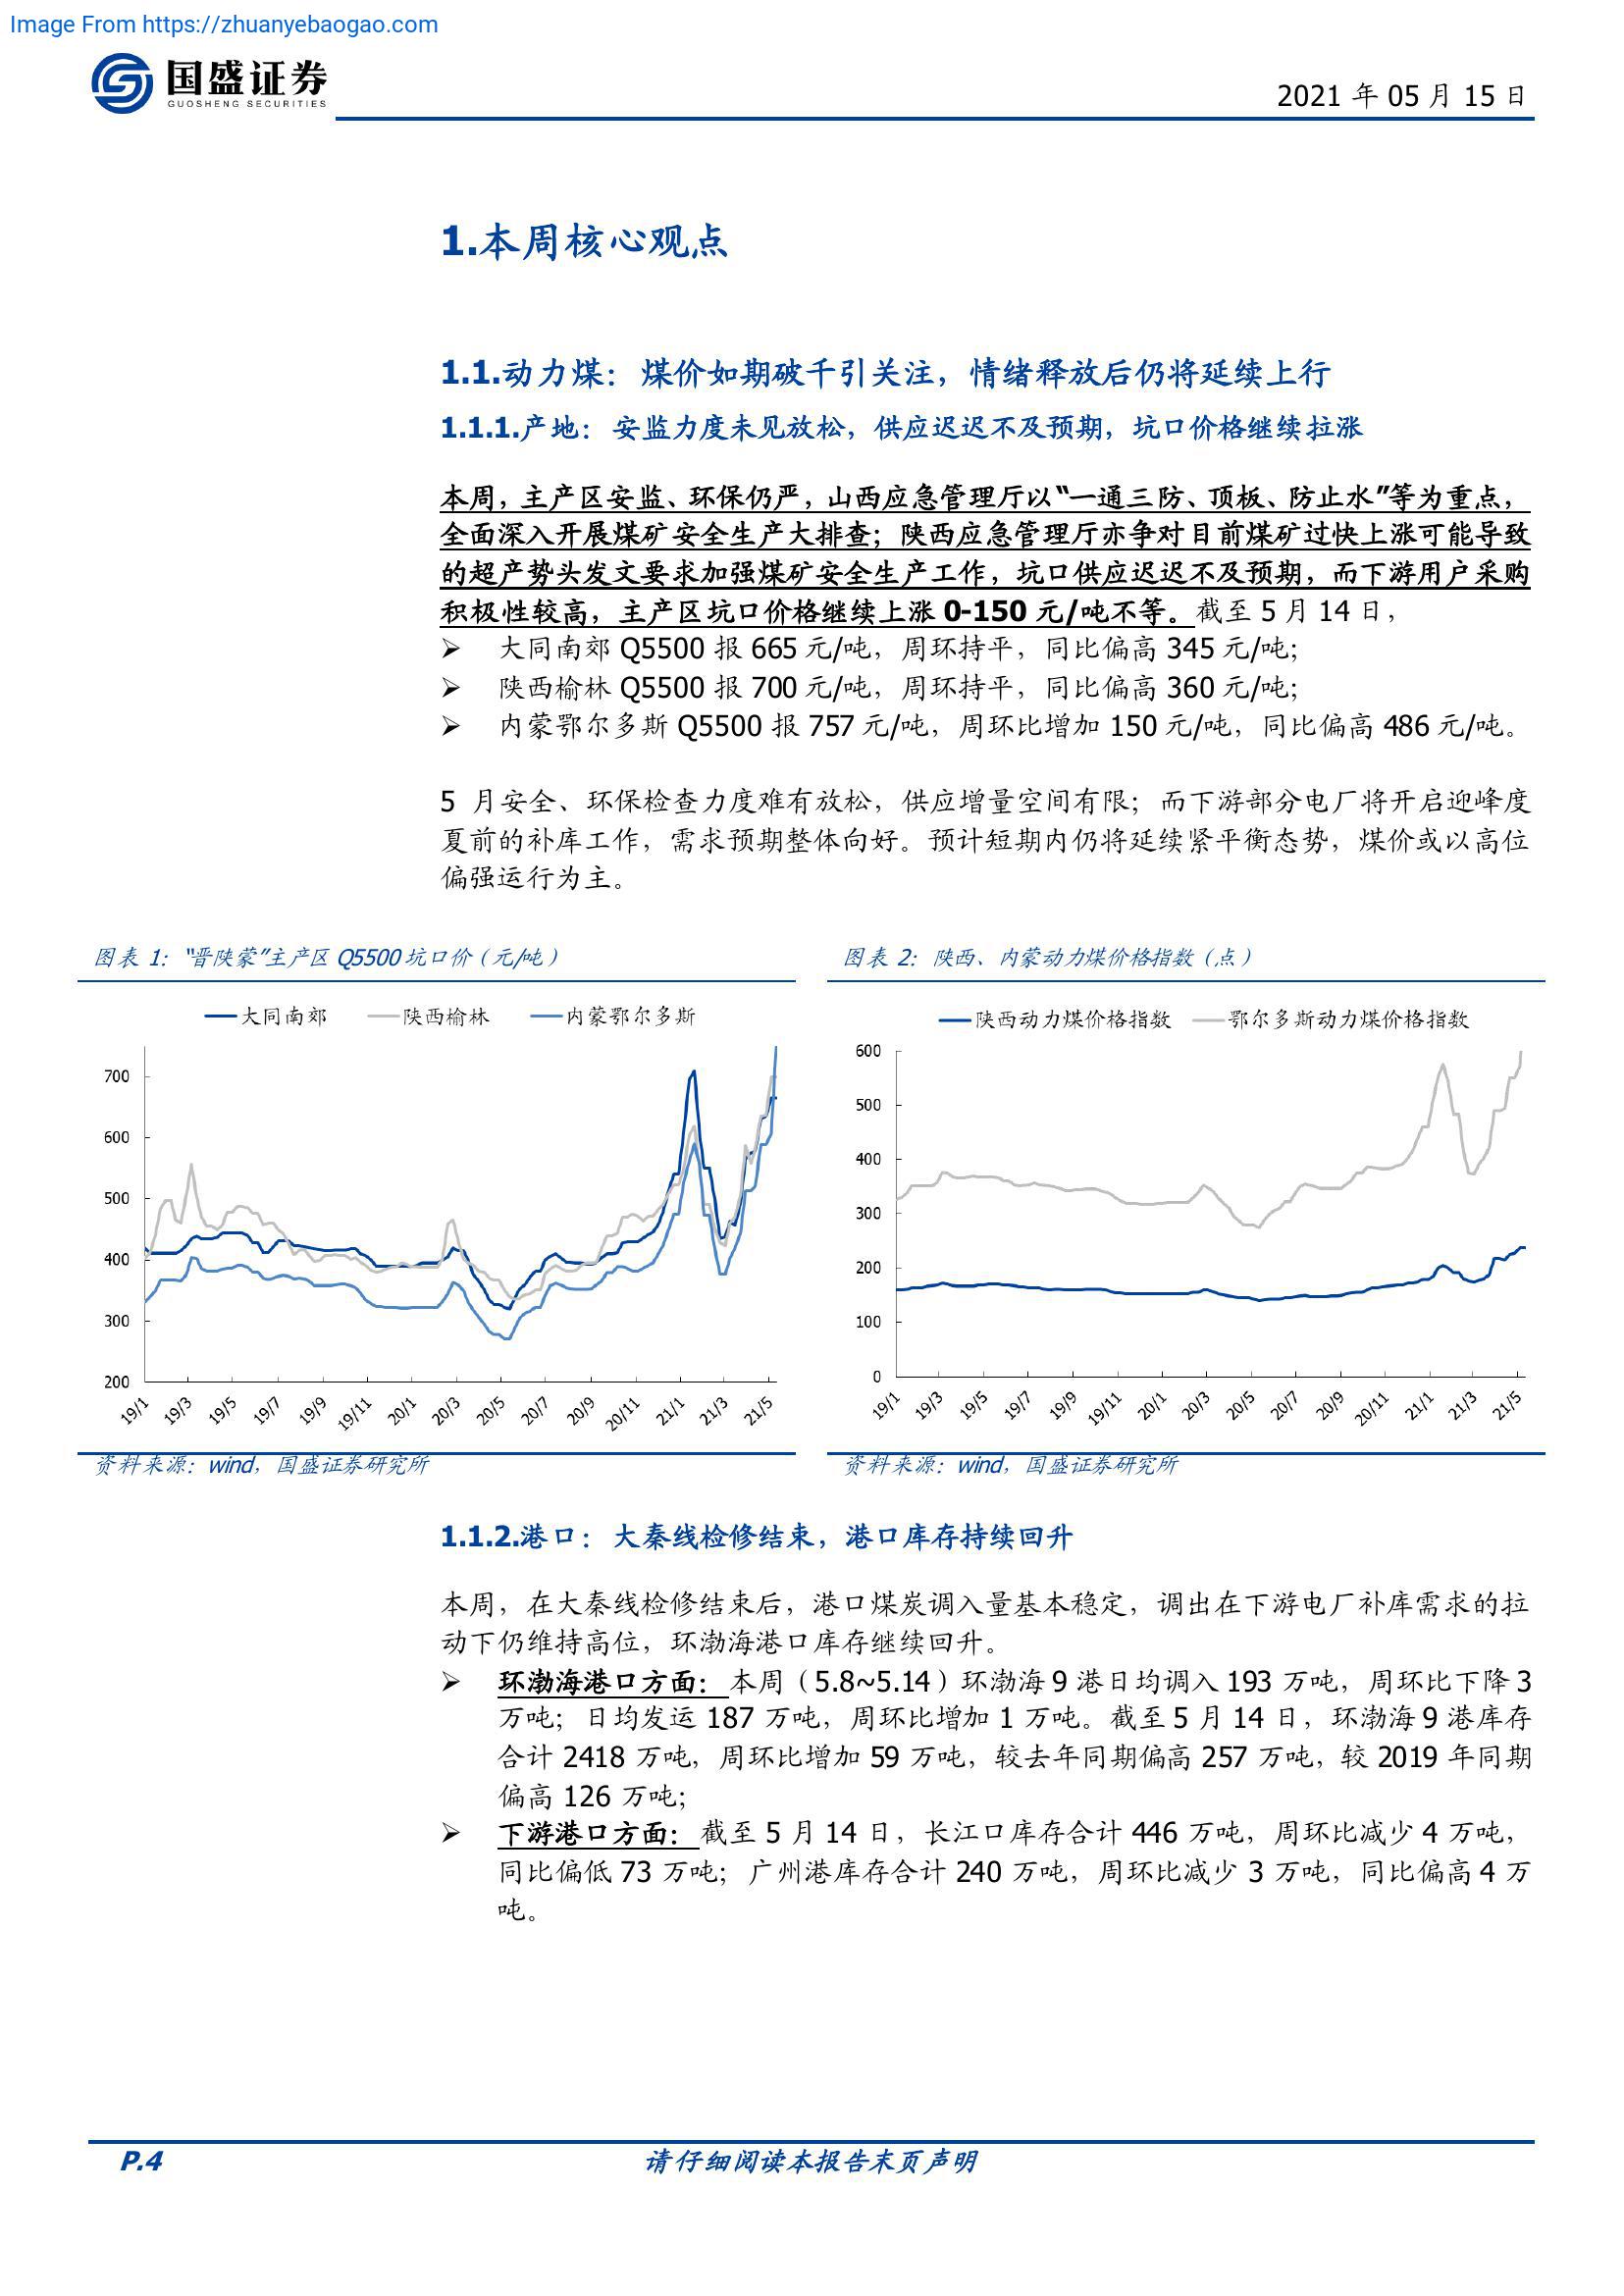 Image From https://zhuanyebaogao.com
国盛证券
GUOSHENG SECURITIES
2021 年 05 月 15 日
1.本周核心观点
1.1.动力煤：煤价如期破千引关注，情绪释放后仍将延续上行
1.1.1.产地：安监力度未见放松，供应迟迟不及预期，坑口价格继续拉涨
本周，主产区安监、环保仍严，山西应急管理厅以“一通三防、顶板、防止水”等为重点，
全面深入开展煤矿安全生产大排查；陕西应急管理厅亦争对目前煤矿过快上涨可能导致
的超产势头发文要求加强煤矿安全生产工作，坑口供应迟迟不及预期，而下游用户采购
积极性较高，主产区坑口价格继续上涨 0-150 元/吨不等。截至 5 月 14 日，
➢ 大同南郊 Q5500 报 665 元/吨，周环持平，同比偏高 345 元/吨；
➢ 陕西榆林 Q5500 报 700 元/吨，周环持平，同比偏高 360 元/吨；
➢ 内蒙鄂尔多斯 Q5500 报 757 元/吨，周环比增加 150 元/吨，同比偏高 486 元/吨。
5 月安全、环保检查力度难有放松，供应增量空间有限；而下游部分电厂将开启迎峰度
夏前的补库工作，需求预期整体向好。预计短期内仍将延续紧平衡态势，煤价或以高位
偏强运行为主。
图表 1：“晋陕蒙”主产区 Q5500 坑口价（元/吨）
大同南郊 陕西榆林 内蒙鄂尔多斯
700
600
500
400
300
200
19/1 19/3 19/5 19/7 19/9 19/11 20/1 20/3 20/5 20/7 20/9 20/11 21/1 21/3 21/5
资料来源：wind，国盛证券研究所
图表 2：陕西、内蒙动力煤价格指数（点）
陕西动力煤价格指数 鄂尔多斯动力煤价格指数
600
500
400
300
200
100
0
19/1 19/3 19/5 19/7 19/9 19/11 20/1 20/3 20/5 20/7 20/9 20/11 21/1 21/3 21/5
资料来源：wind，国盛证券研究所
1.1.2.港口：大秦线检修结束，港口库存持续回升
本周，在大秦线检修结束后，港口煤炭调入量基本稳定，调出在下游电厂补库需求的拉
动下仍维持高位，环渤海港口库存继续回升。
➢ 环渤海港口方面：本周（5.8~5.14）环渤海 9 港日均调入 193 万吨，周环比下降 3
万吨；日均发运 187 万吨，周环比增加 1 万吨。截至 5 月 14 日，环渤海 9 港库存
合计 2418 万吨，周环比增加 59 万吨，较去年同期偏高 257 万吨，较 2019 年同期
偏高 126 万吨；
➢ 下游港口方面：截至 5 月 14 日，长江口库存合计 446 万吨，周环比减少 4 万吨，
同比偏低 73 万吨；广州港库存合计 240 万吨，周环比减少 3 万吨，同比偏高 4 万
吨。
P.4
请仔细阅读本报告末页声明